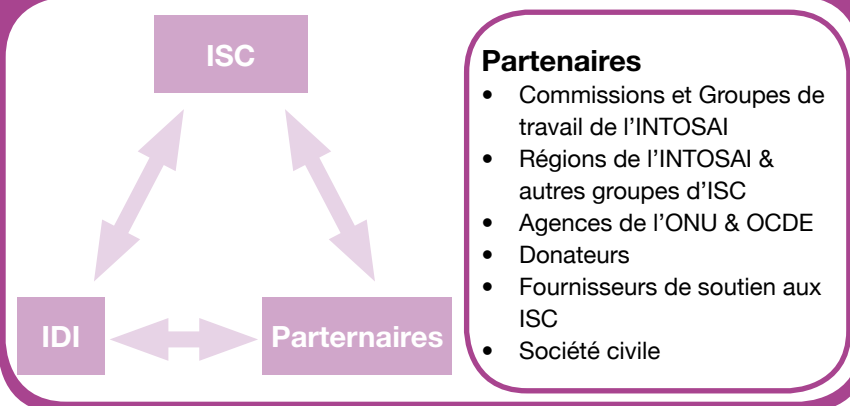 ISC
IDI
Parternaires
Partenaires
• Commissions et Groupes de
travail de l'INTOSAI
• Régions de l'INTOSAI &
autres groupes d'ISC
• Agences de l'ONU & OCDE
• Donateurs
• Fournisseurs de soutien aux
ISC
• Société civile